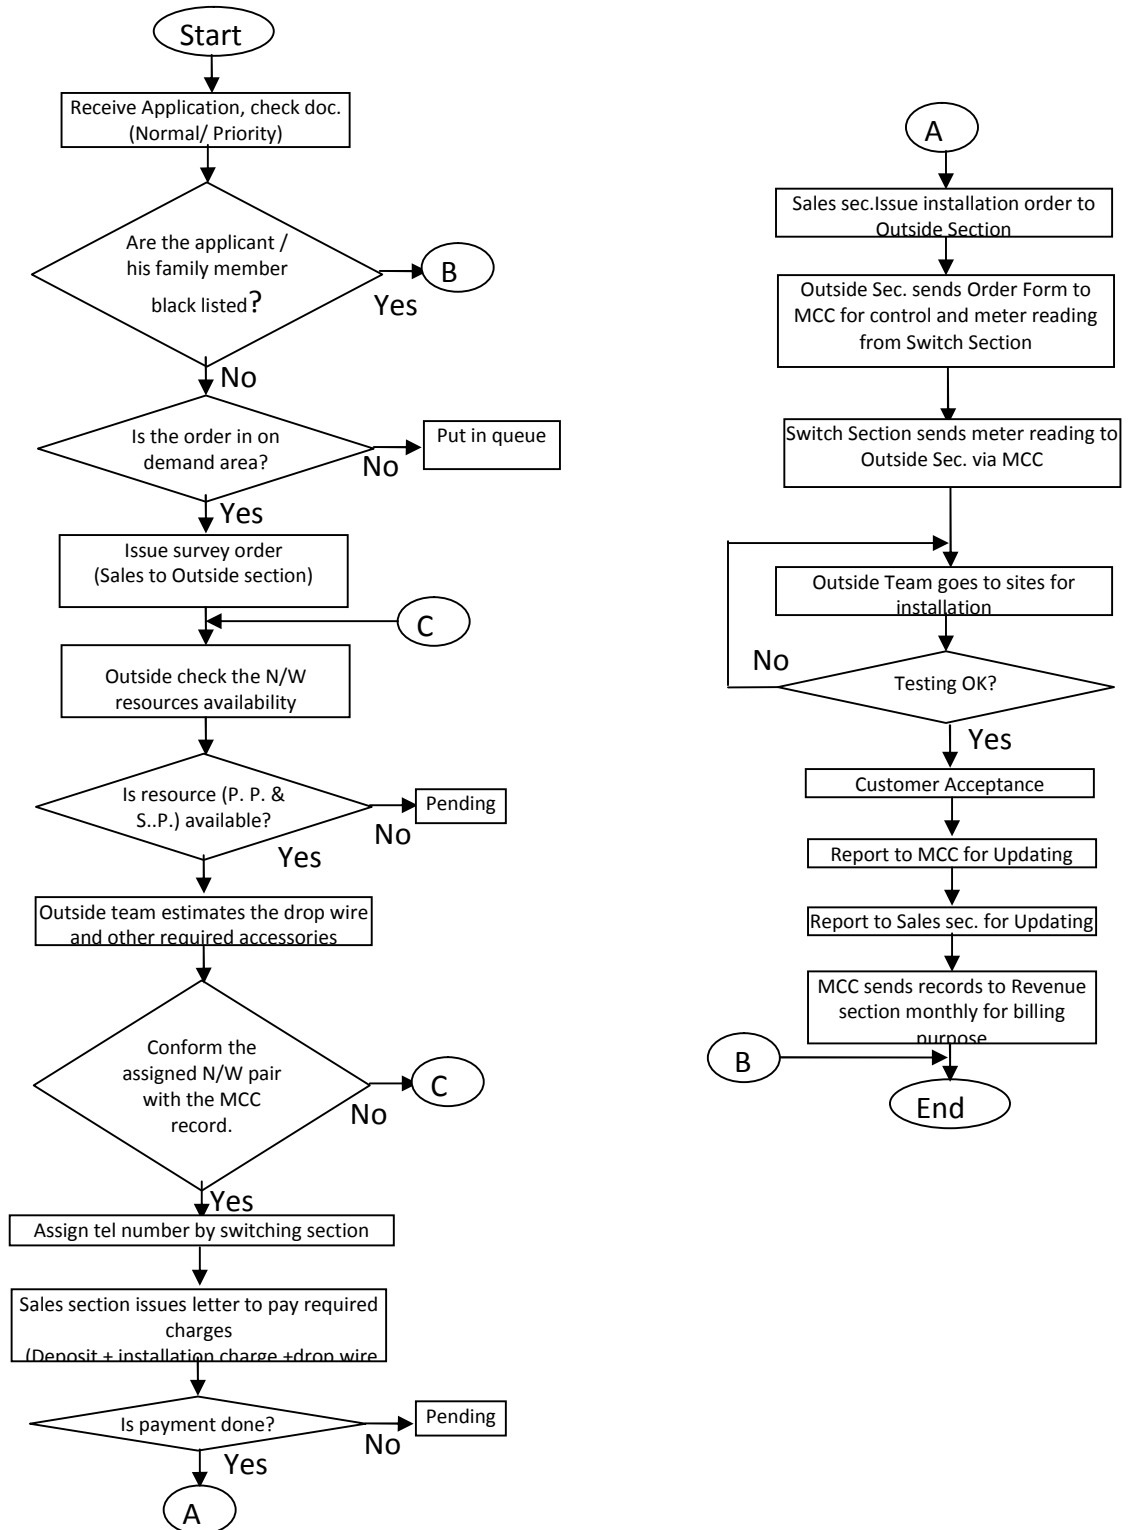 Start
Receive Application, check doc.
(Normal/ Priority)
Are the applicant /
his family member
black listed?
B
Yes
No
Is the order in on
demand area?
Put in queue
No
Yes
Issue survey order
(Sales to Outside section)
C
Outside check the N/W
resources availability
Is resource (P. P. &
S..P.) available?
Pending
No
Yes
Outside team estimates the drop wire
and other required accessories
Conform the
assigned N/W pair
with the MCC
record.
C
No
Yes
Assign tel number by switching section
Sales section issues letter to pay required
charges
(Deposit + installation charge +drop wire
Is payment done?
Pending
No
Yes
A
A
Sales sec.Issue installation order to
Outside Section
Outside Sec. sends Order Form to
MCC for control and meter reading
from Switch Section
Switch Section sends meter reading to
Outside Sec. via MCC
Outside Team goes to sites for
installation
No
Testing OK?
Yes
Customer Acceptance
Report to MCC for Updating
Report to Sales sec. for Updating
MCC sends records to Revenue
section monthly for billing
purpose
B
End